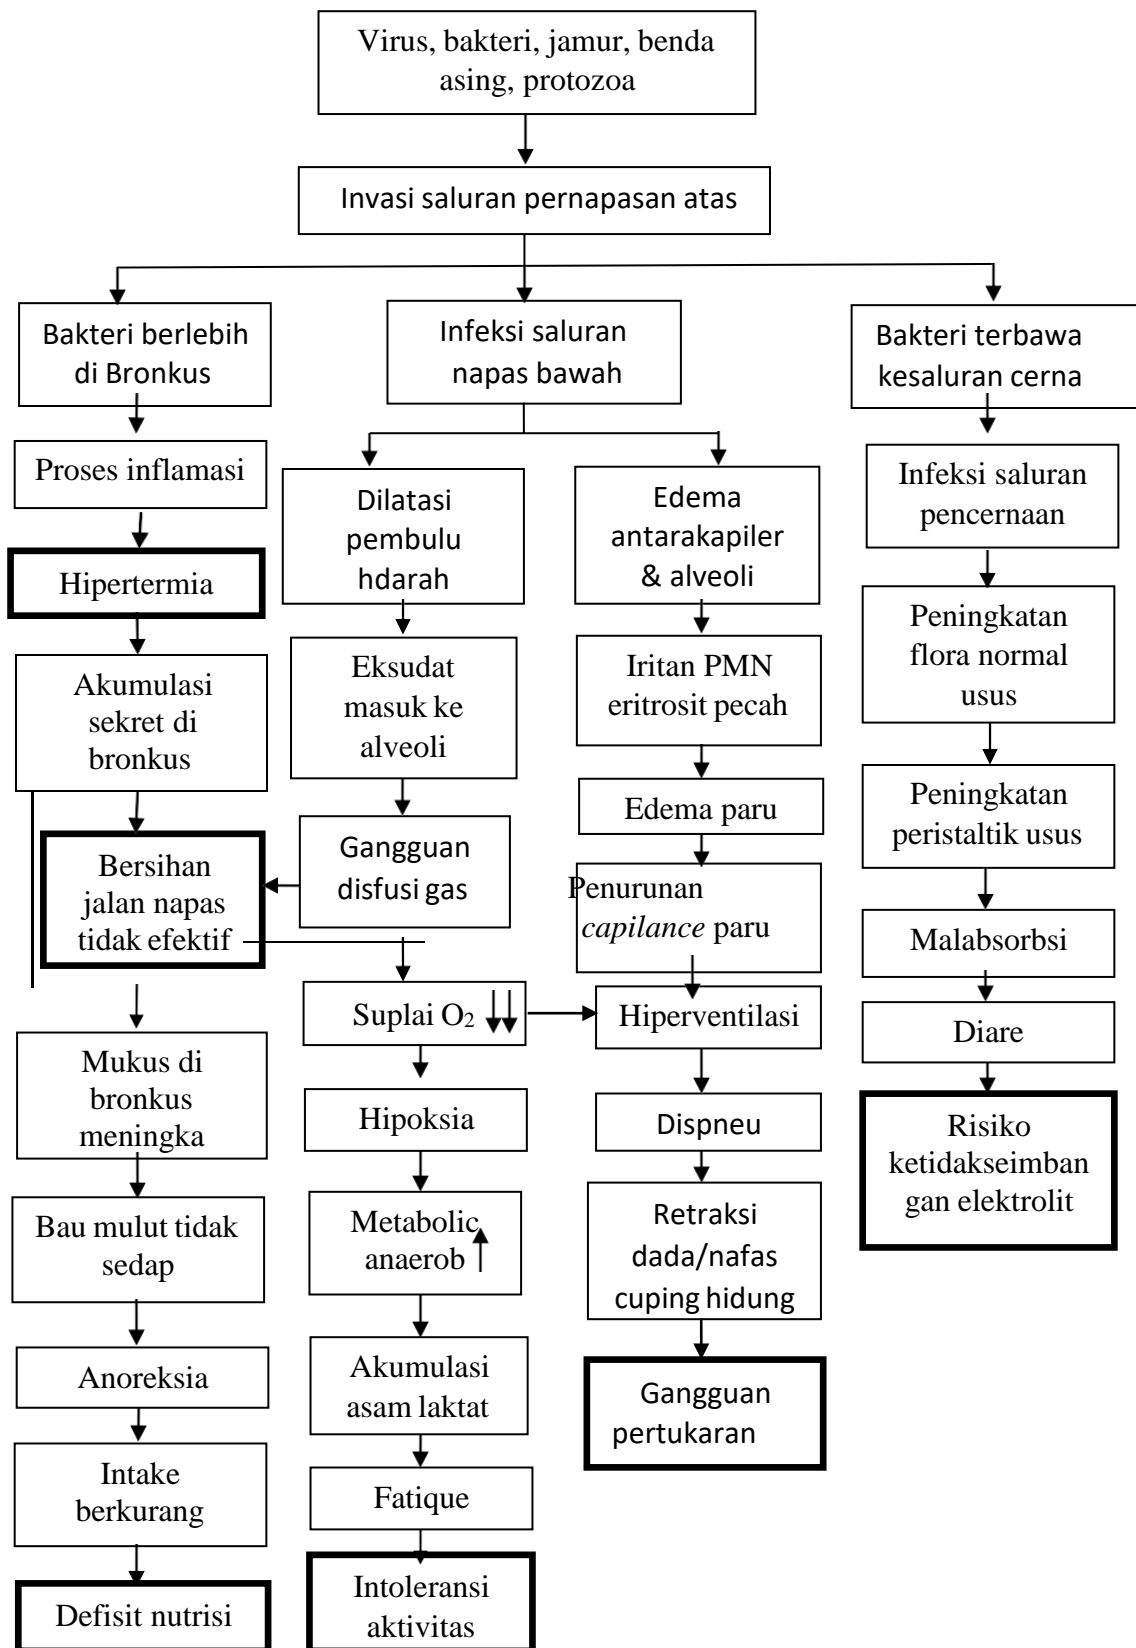 Virus, bakteri, jamur, benda
asing, protozoa
Invasi saluran pernapasan atas
Bakteri berlebih
di Bronkus
Proses inflamasi
Hipertermia
Akumulasi
sekret di
bronkus
Bersihan
jalan napas
tidak efektif
Mukus di
bronkus
meningka
Bau mulut tidak
sedap
Anoreksia
Intake
berkurang
Defisit nutrisi
Infeksi saluran
napas bawah
Dilatasi
pembulu
hdarah
Eksudat
masuk ke
alveoli
Gangguan
disfusi gas
Suplai O₂
Hipoksia
Metabolic
anaerob
Akumulasi
asam laktat
Fatique
Intoleransi
aktivitas
Edema
antarakapiler
& alveoli
Iritan PMN
eritrosit pecah
Edema paru
Penurunan
capilance paru
Hiperventilasi
Dispneu
Retraksi
dada/nafas
cuping hidung
Gangguan
pertukaran
Bakteri terbawa
kesaluran cerna
Infeksi saluran
pencernaan
Peningkatan
flora normal
usus
Peningkatan
peristaltik usus
Malabsorbsi
Diare
Risiko
ketidakseimban
gan elektrolit